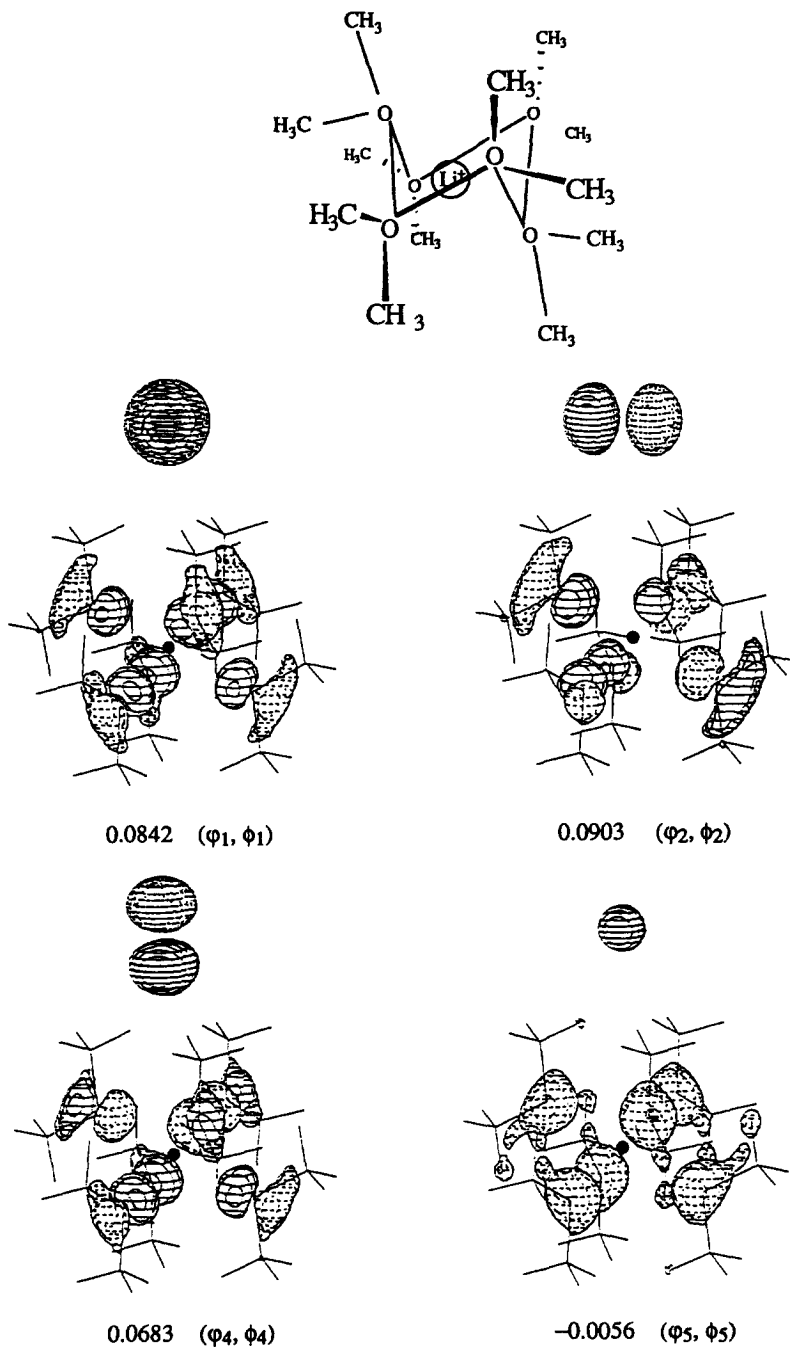 CH₃
CH₃
CH₃
H₃C
O
O
CH₃
H₃C
O
O
Li⁺
CH₃
H₃C
O
CH₃
O
CH₃
CH ₃
CH₃
0.0842 (φ₁, ϕ₁)
0.0903 (φ₂, ϕ₂)
0.0683 (φ₄, ϕ₄)
−0.0056 (φ₅, ϕ₅)